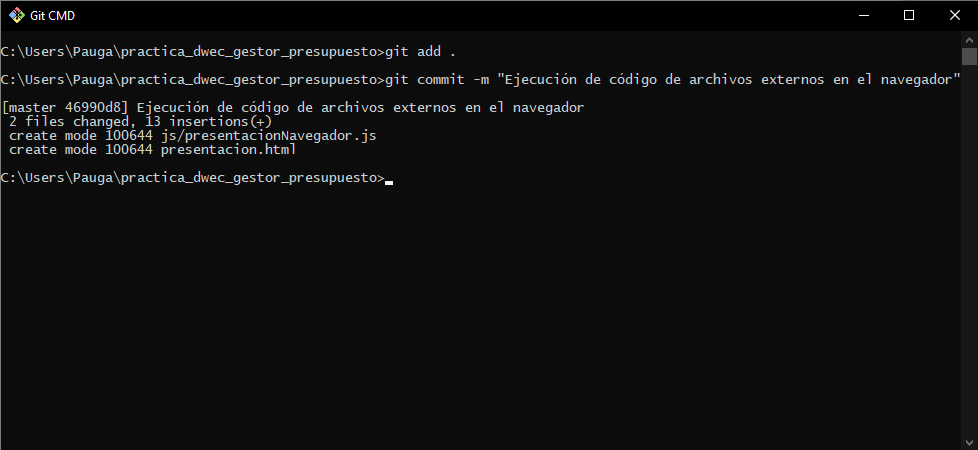 Git CMD
C:\Users\Pauga\practica_dwec_gestor_presupuesto>git add .
C:\Users\Pauga\practica_dwec_gestor_presupuesto>git commit -m "Ejecución de código de archivos externos en el navegador"
[master 46990d8] Ejecución de código de archivos externos en el navegador
 2 files changed, 13 insertions(+)
 create mode 100644 js/presentacionNavegador.js
 create mode 100644 presentacion.html
C:\Users\Pauga\practica_dwec_gestor_presupuesto>